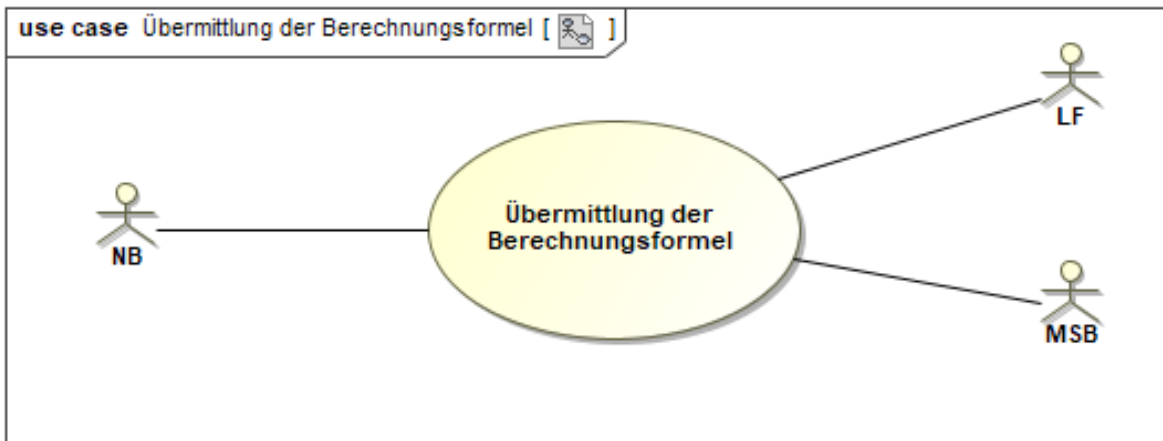 use case Übermittlung der Berechnungsformel [ ]
LF
Übermittlung der
Berechnungsformel
NB
MSB